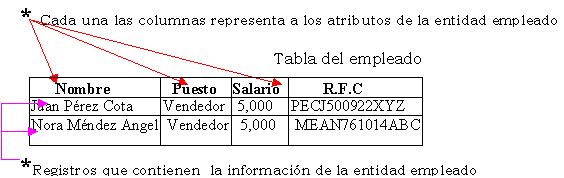 * Cada una las columnas representa a los atributos de la entidad empleado
Tabla del empleado
Nombre Puesto Salario R.F.C
Juan Pérez Cota Vendedor 5,000 PECJ500922XYZ
Nora Méndez Angel Vendedor 5,000 MEAN761014ABC
*Registros que contienen la información de la entidad empleado